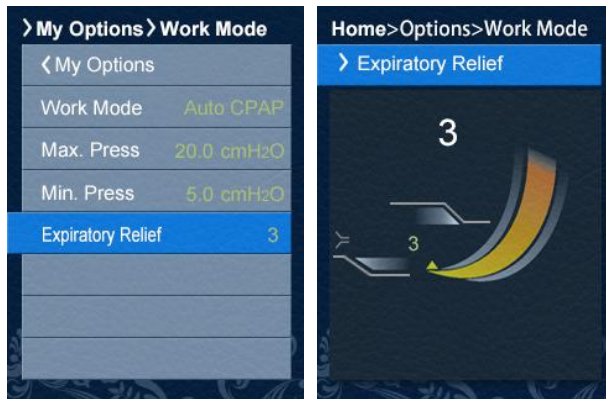 ❯My Options❯Work Mode
❮My Options
Work Mode Auto CPAP
Max. Press 20.0 cmH2O
Min. Press 5.0 cmH2O
Expiratory Relief 3
Home>Options>Work Mode
❯ Expiratory Relief
3
3